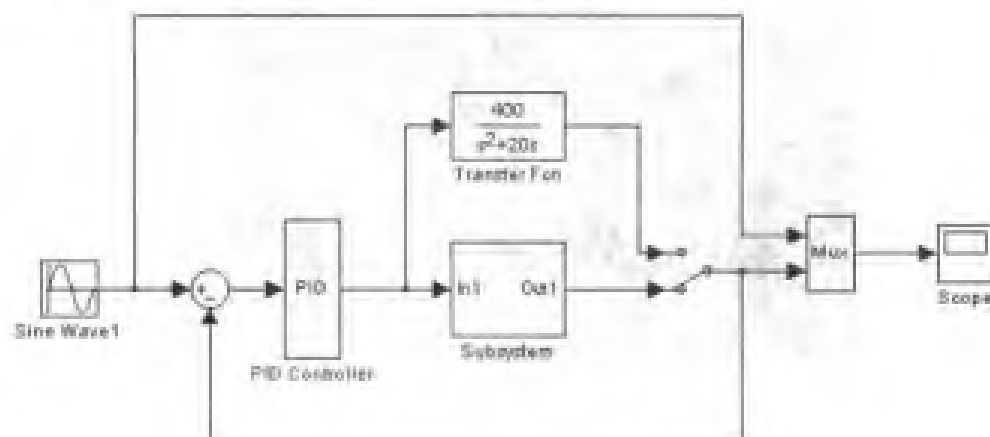 400
s²+20s
Transfer Fcn
Sine Wave1
+
-
PID
PID Controller
In1
Out1
Subsystem
Mux
Scope